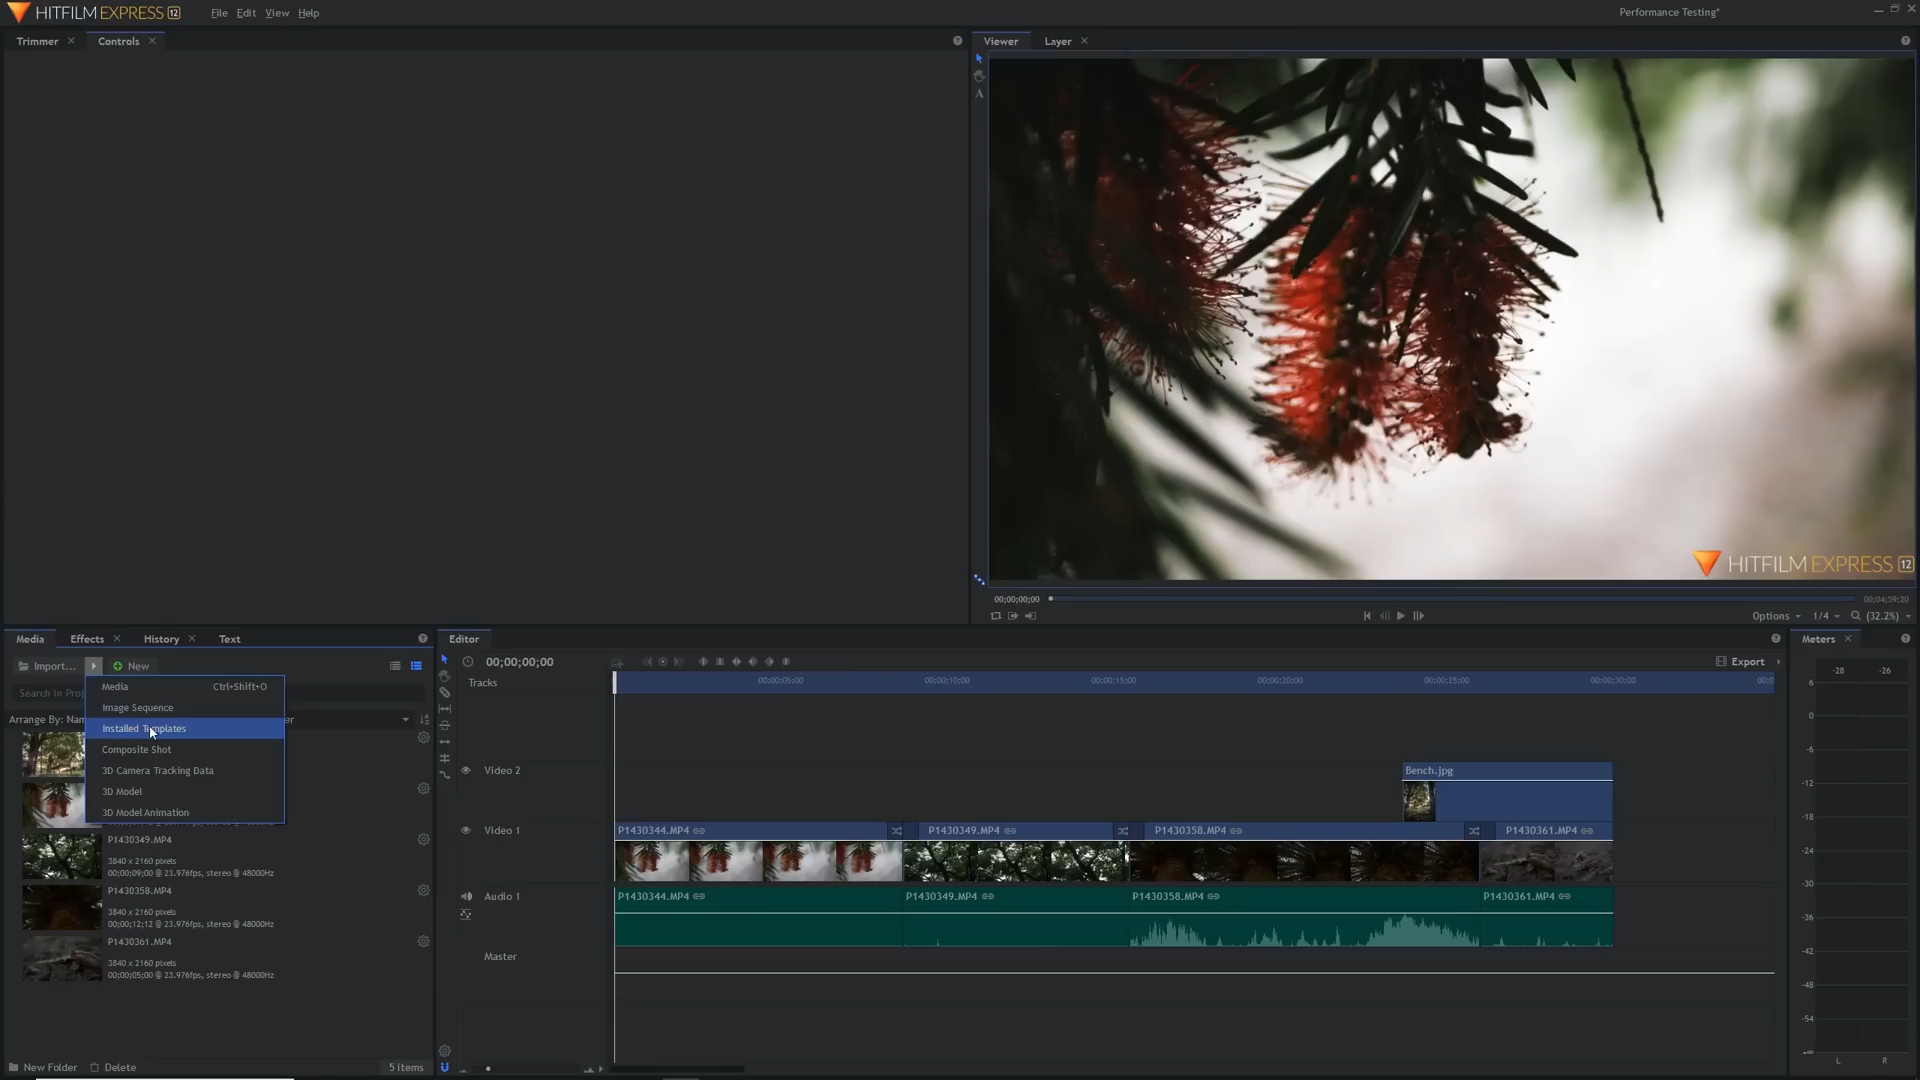 HITFILM EXPRESS 12
File Edit View Help
Performance Testing*
Trimmer
Controls
Viewer
Layer
A
HITFILM EXPRESS 12
00;00;00;00
00;04;59;20
Options
1/4
(32.2%)
Media
Effects
History
Text
Import...
New
Search in Proj
Arrange By: Nam
er
Media Ctrl+Shift+O
Image Sequence
Installed Templates
Composite Shot
3D Camera Tracking Data
3D Model
3D Model Animation
P1430349.MP4
3840 x 2160 pixels
00;00;09;00 @ 23.976fps, stereo @ 48000Hz
P1430358.MP4
3840 x 2160 pixels
00;00;12;12 @ 23.976fps, stereo @ 48000Hz
P1430361.MP4
3840 x 2160 pixels
00;00;05;00 @ 23.976fps, stereo @ 48000Hz
New Folder
Delete
5 Items
Editor
00;00;00;00
Export
Tracks
00;00;05;00
00;00;10;00
00;00;15;00
00;00;20;00
00;00;25;00
00;00;30;00
00;0
Video 2
Bench.jpg
Video 1
P1430344.MP4
P1430349.MP4
P1430358.MP4
P1430361.MP4
Audio 1
P1430344.MP4
P1430349.MP4
P1430358.MP4
P1430361.MP4
Master
Meters
-28 -26
6
0
-6
-12
-18
-24
-30
-36
-42
-48
-54
-∞
L R